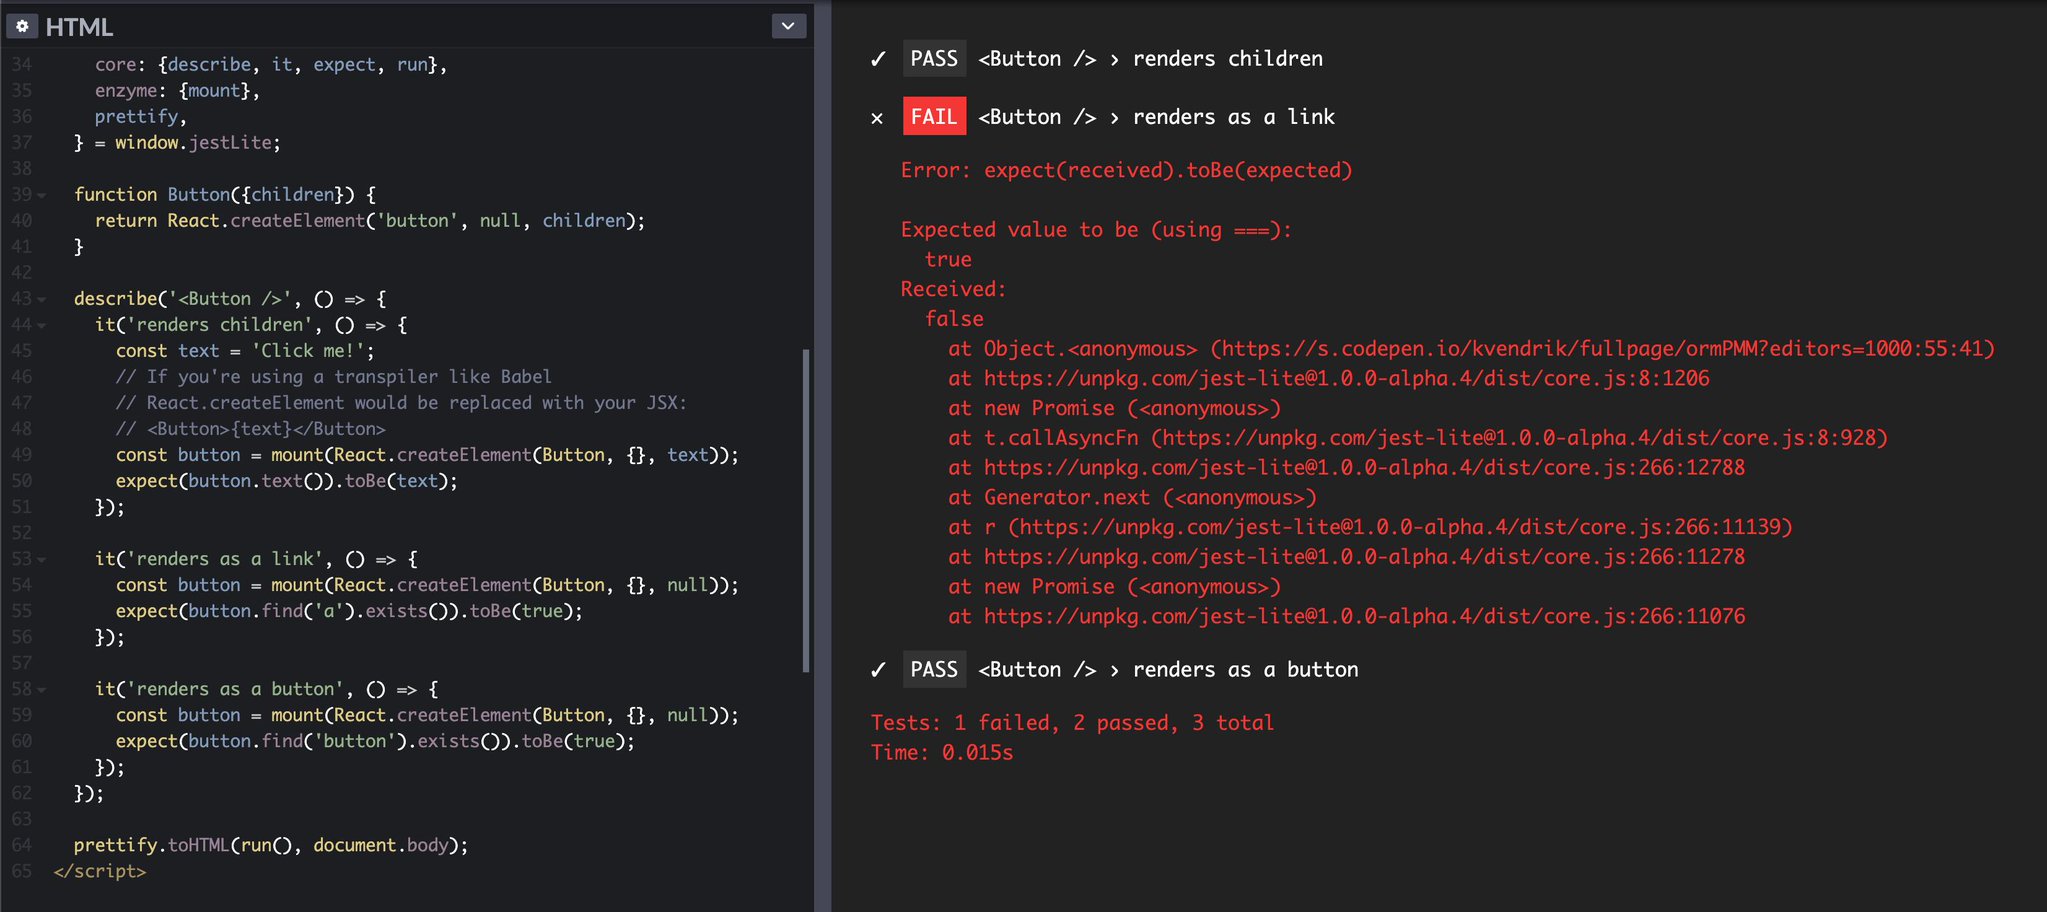 HTML
34 core: {describe, it, expect, run},
35 enzyme: {mount},
36 prettify,
37 } = window.jestLite;
38
39 function Button({children}) {
40 return React.createElement('button', null, children);
41 }
42
43 describe('<Button />', () => {
44 it('renders children', () => {
45 const text = 'Click me!';
46 // If you're using a transpiler like Babel
47 // React.createElement would be replaced with your JSX:
48 // <Button>{text}</Button>
49 const button = mount(React.createElement(Button, {}, text));
50 expect(button.text()).toBe(text);
51 });
52
53 it('renders as a link', () => {
54 const button = mount(React.createElement(Button, {}, null));
55 expect(button.find('a').exists()).toBe(true);
56 });
57
58 it('renders as a button', () => {
59 const button = mount(React.createElement(Button, {}, null));
60 expect(button.find('button').exists()).toBe(true);
61 });
62 });
63
64 prettify.toHTML(run(), document.body);
65 </script>
✓ PASS <Button /> › renders children
× FAIL <Button /> › renders as a link
Error: expect(received).toBe(expected)
Expected value to be (using ===):
true
Received:
false
at Object.<anonymous> (https://s.codepen.io/kvendrik/fullpage/ormPMM?editors=1000:55:41)
at https://unpkg.com/jest-lite@1.0.0-alpha.4/dist/core.js:8:1206
at new Promise (<anonymous>)
at t.callAsyncFn (https://unpkg.com/jest-lite@1.0.0-alpha.4/dist/core.js:8:928)
at https://unpkg.com/jest-lite@1.0.0-alpha.4/dist/core.js:266:12788
at Generator.next (<anonymous>)
at r (https://unpkg.com/jest-lite@1.0.0-alpha.4/dist/core.js:266:11139)
at https://unpkg.com/jest-lite@1.0.0-alpha.4/dist/core.js:266:11278
at new Promise (<anonymous>)
at https://unpkg.com/jest-lite@1.0.0-alpha.4/dist/core.js:266:11076
✓ PASS <Button /> › renders as a button
Tests: 1 failed, 2 passed, 3 total
Time: 0.015s